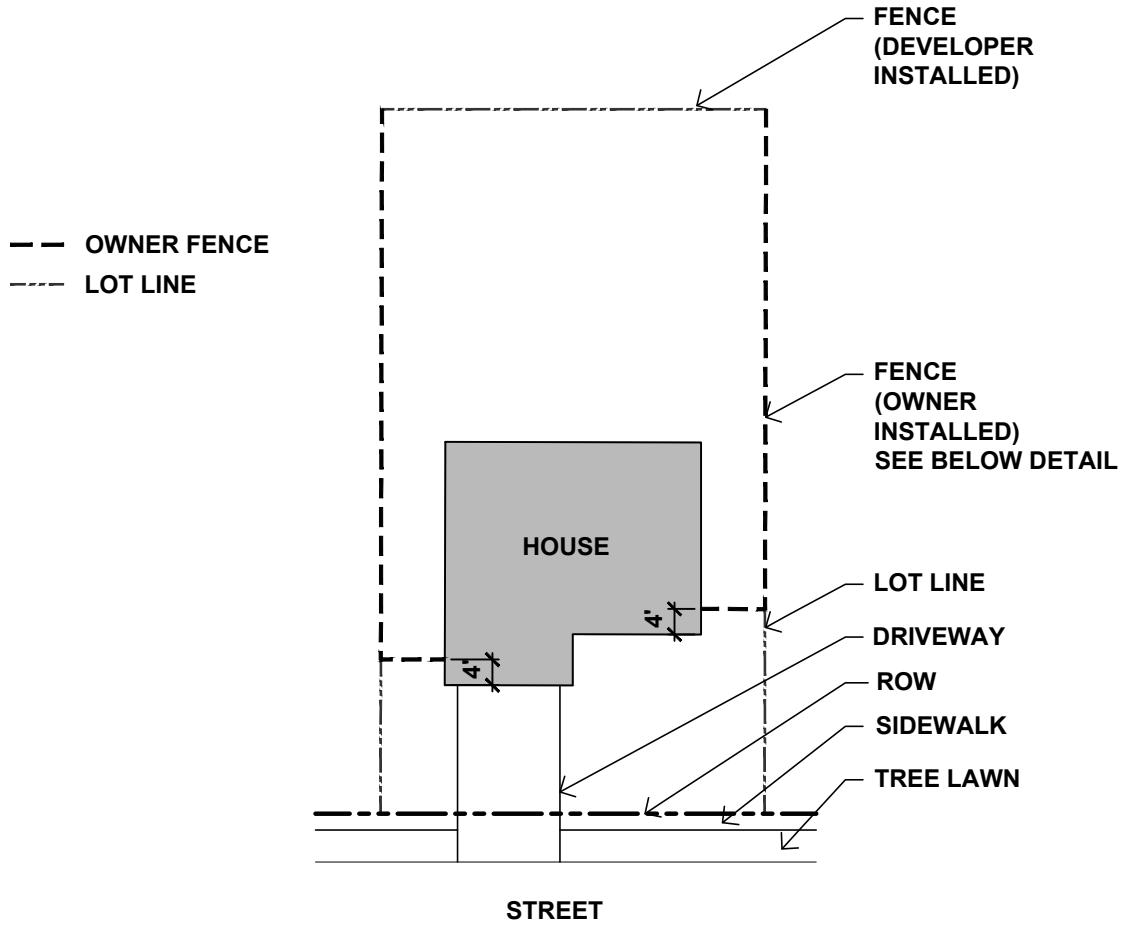 FENCE
(DEVELOPER
INSTALLED)
OWNER FENCE
LOT LINE
FENCE
(OWNER
INSTALLED)
SEE BELOW DETAIL
HOUSE
4'
4'
LOT LINE
DRIVEWAY
ROW
SIDEWALK
TREE LAWN
STREET